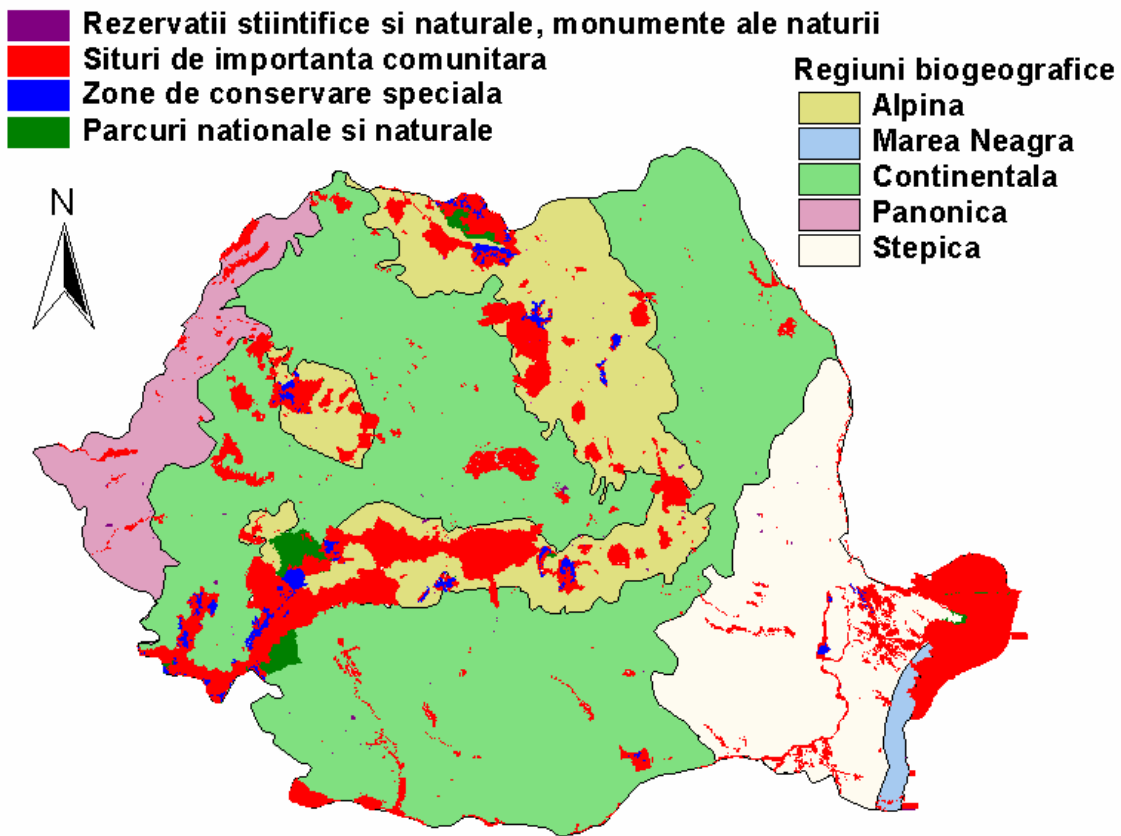 Rezervatii stiintifice si naturale, monumente ale naturii
Situri de importanta comunitara
Zone de conservare speciala
Parcuri nationale si naturale
Regiuni biogeografice
Alpina
Marea Neagra
Continentala
Panonica
Stepica
N